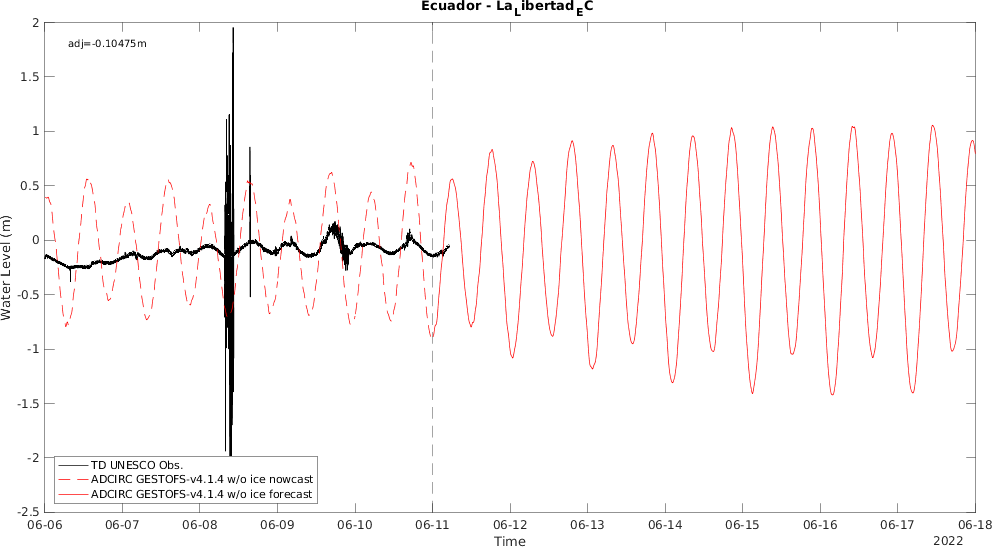 Ecuador - LaLibertadEC
adj=-0.10475m
2
1.5
1
0.5
0
-0.5
-1
-1.5
-2
-2.5
Water Level (m)
TD UNESCO Obs.
ADCIRC GESTOFS-v4.1.4 w/o ice nowcast
ADCIRC GESTOFS-v4.1.4 w/o ice forecast
06-06 06-07 06-08 06-09 06-10 06-11 06-12 06-13 06-14 06-15 06-16 06-17 06-18
Time
2022